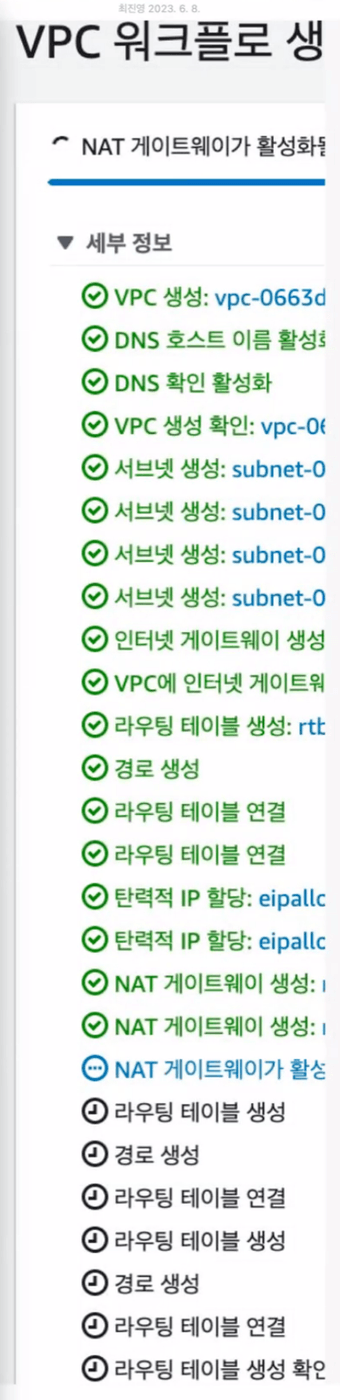 최진영 2023. 6. 8.
VPC 워크플로 생
NAT 게이트웨이가 활성화
세부 정보
VPC 생성: vpc-0663d
DNS 호스트 이름 활성화
DNS 확인 활성화
VPC 생성 확인: vpc-06
서브넷 생성: subnet-0
서브넷 생성: subnet-0
서브넷 생성: subnet-0
서브넷 생성: subnet-0
인터넷 게이트웨이 생성
VPC에 인터넷 게이트웨
라우팅 테이블 생성: rtb
경로 생성
라우팅 테이블 연결
라우팅 테이블 연결
탄력적 IP 할당: eipalloc
탄력적 IP 할당: eipalloc
NAT 게이트웨이 생성:
NAT 게이트웨이 생성:
NAT 게이트웨이가 활성
라우팅 테이블 생성
경로 생성
라우팅 테이블 연결
라우팅 테이블 생성
경로 생성
라우팅 테이블 연결
라우팅 테이블 생성 확인